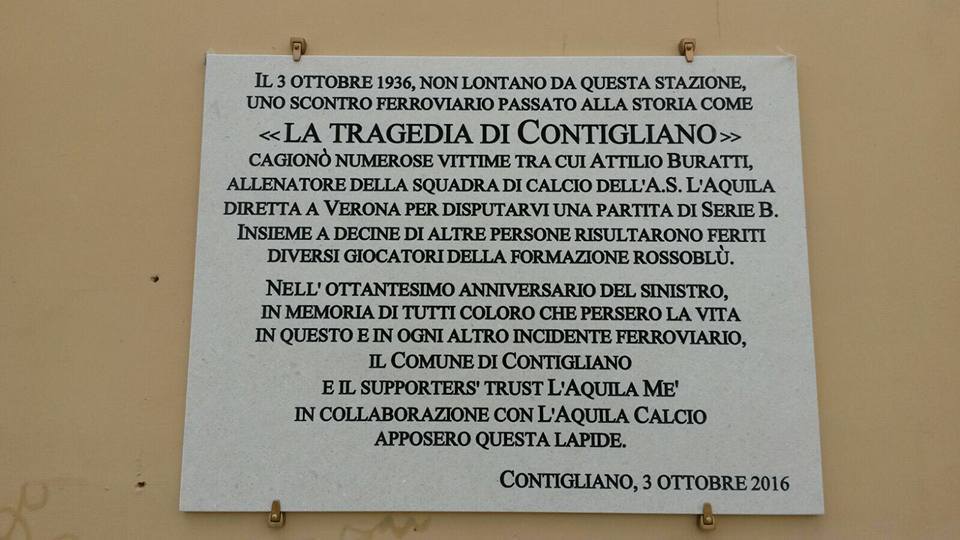 IL 3 OTTOBRE 1936, NON LONTANO DA QUESTA STAZIONE,
UNO SCONTRO FERROVIARIO PASSATO ALLA STORIA COME
<<LA TRAGEDIA DI CONTIGLIANO>>
CAGIONÒ NUMEROSE VITTIME TRA CUI ATTILIO BURATTI,
ALLENATORE DELLA SQUADRA DI CALCIO DELL'A.S. L'AQUILA
DIRETTA A VERONA PER DISPUTARVI UNA PARTITA DI SERIE B.
INSIEME A DECINE DI ALTRE PERSONE RISULTARONO FERITI
DIVERSI GIOCATORI DELLA FORMAZIONE ROSSOBLÙ.
NELL' OTTANTESIMO ANNIVERSARIO DEL SINISTRO,
IN MEMORIA DI TUTTI COLORO CHE PERSERO LA VITA
IN QUESTO E IN OGNI ALTRO INCIDENTE FERROVIARIO,
IL COMUNE DI CONTIGLIANO
E IL SUPPORTERS' TRUST L'AQUILA ME'
IN COLLABORAZIONE CON L'AQUILA CALCIO
APPOSERO QUESTA LAPIDE.
CONTIGLIANO, 3 OTTOBRE 2016